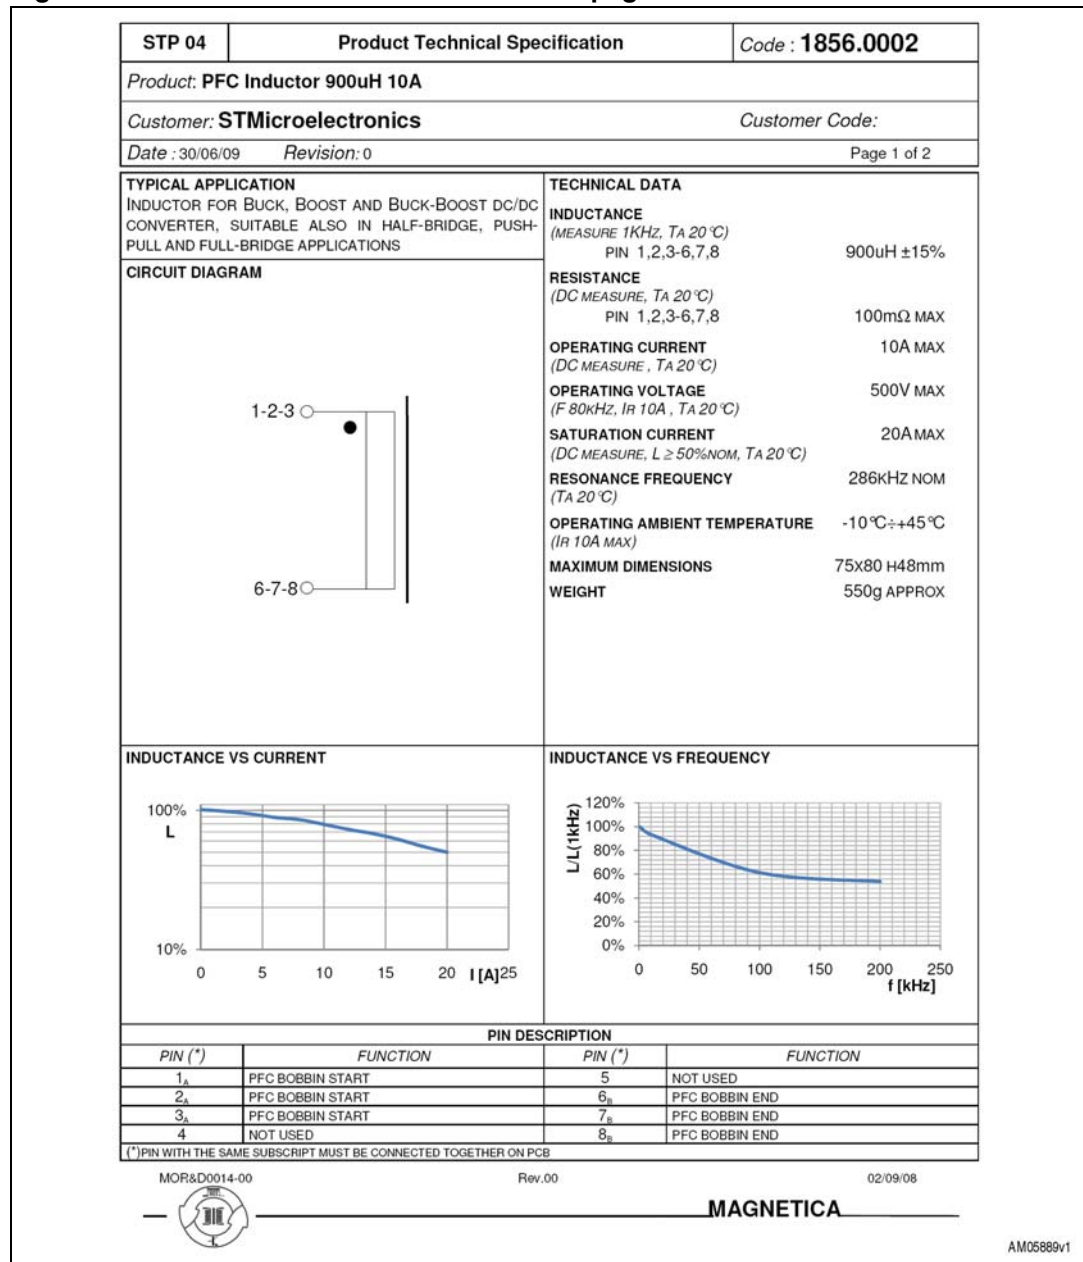 STP 04 Product Technical Specification Code : 1856.0002
Product: PFC Inductor 900uH 10A
Customer: STMicroelectronics Customer Code:
Date : 30/06/09 Revision: 0 Page 1 of 2
TYPICAL APPLICATION
INDUCTOR FOR BUCK, BOOST AND BUCK-BOOST DC/DC
CONVERTER, SUITABLE ALSO IN HALF-BRIDGE, PUSH-
PULL AND FULL-BRIDGE APPLICATIONS
CIRCUIT DIAGRAM
1-2-3
6-7-8
TECHNICAL DATA
INDUCTANCE
(MEASURE 1KHZ, TA 20 °C)
PIN 1,2,3-6,7,8 900uH ±15%
RESISTANCE
(DC MEASURE, TA 20 °C)
PIN 1,2,3-6,7,8 100mΩ MAX
OPERATING CURRENT 10A MAX
(DC MEASURE , TA 20 °C)
OPERATING VOLTAGE 500V MAX
(F 80KHZ, IR 10A , TA 20 °C)
SATURATION CURRENT 20A MAX
(DC MEASURE, L ≥ 50%NOM, TA 20 °C)
RESONANCE FREQUENCY 286KHZ NOM
(TA 20 °C)
OPERATING AMBIENT TEMPERATURE -10°C÷+45°C
(IR 10A MAX)
MAXIMUM DIMENSIONS 75X80 H48mm
WEIGHT 550g APPROX
INDUCTANCE VS CURRENT
100%
L
10%
0 5 10 15 20 I [A] 25
INDUCTANCE VS FREQUENCY
L/L(1kHz)
120%
100%
80%
60%
40%
20%
0%
0 50 100 150 200 250
f [kHz]
PIN DESCRIPTION
PIN (*) FUNCTION PIN (*) FUNCTION
1A PFC BOBBIN START 5 NOT USED
2A PFC BOBBIN START 6B PFC BOBBIN END
3A PFC BOBBIN START 7B PFC BOBBIN END
4 NOT USED 8B PFC BOBBIN END
(*)PIN WITH THE SAME SUBSCRIPT MUST BE CONNECTED TOGETHER ON PCB
MOR&D0014-00 Rev.00 02/09/08
MAGNETICA
AM05889v1